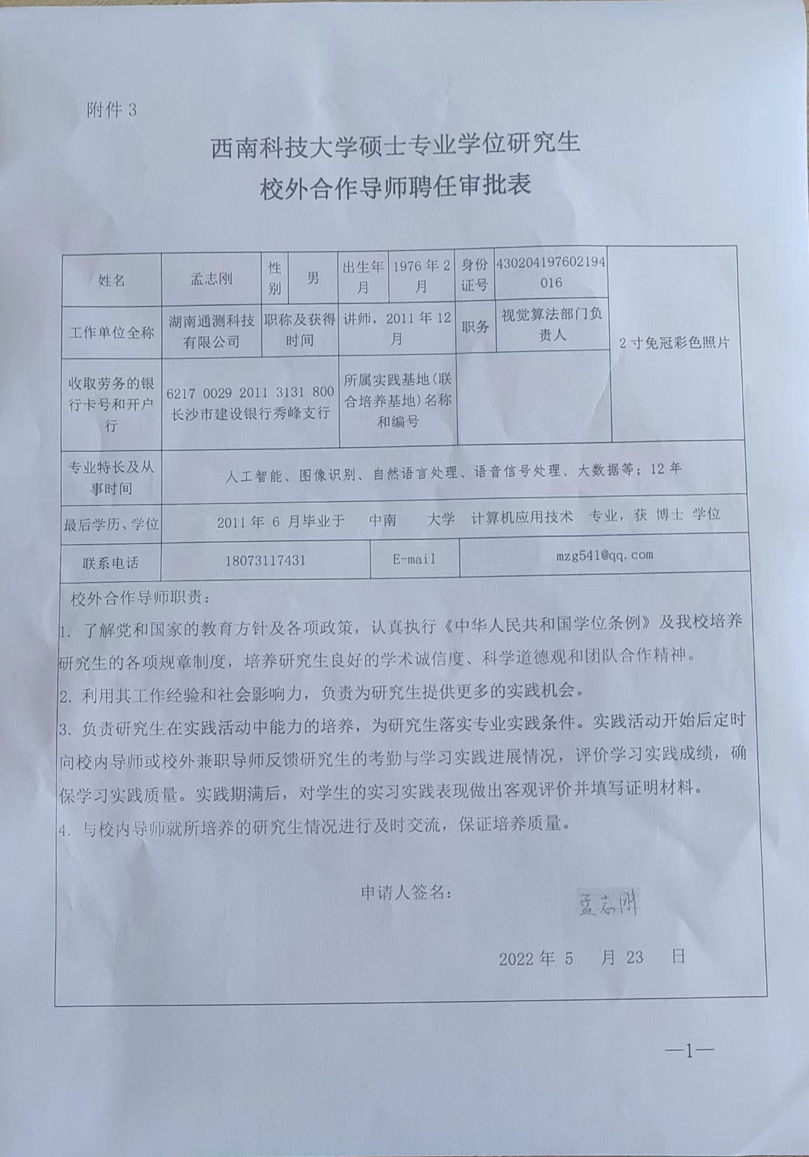 附件 3
西南科技大学硕士专业学位研究生
校外合作导师聘任审批表
姓名
孟志刚
性
别
男
出生年
月
1976 年 2
月
身份
证号
430204197602194
016
2 寸免冠彩色照片
工作单位全称
湖南通测科技
有限公司
职称及获得
时间
讲师，2011 年 12
月
职务
视觉算法部门负
责人
收取劳务的银
行卡号和开户
行
6217 0029 2011 3131 800
长沙市建设银行秀峰支行
所属实践基地(联
合培养基地)名称
和编号
专业特长及从
事时间
人工智能、图像识别、自然语言处理、语音信号处理、大数据等；12 年
最后学历、学位
2011 年 6 月毕业于 中南 大学 计算机应用技术 专业，获 博士 学位
联系电话
18073117431
E-mail
mzg541@qq.com
校外合作导师职责：
1. 了解党和国家的教育方针及各项政策，认真执行《中华人民共和国学位条例》及我校培养
研究生的各项规章制度，培养研究生良好的学术诚信度、科学道德观和团队合作精神。
2. 利用其工作经验和社会影响力，负责为研究生提供更多的实践机会。
3. 负责研究生在实践活动中能力的培养，为研究生落实专业实践条件。实践活动开始后定时
向校内导师或校外兼职导师反馈研究生的考勤与学习实践进展情况，评价学习实践成绩，确
保学习实践质量。实践期满后，对学生的实习实践表现做出客观评价并填写证明材料。
4. 与校内导师就所培养的研究生情况进行及时交流，保证培养质量。
申请人签名：
孟志刚
2022 年 5 月 23 日
—1—